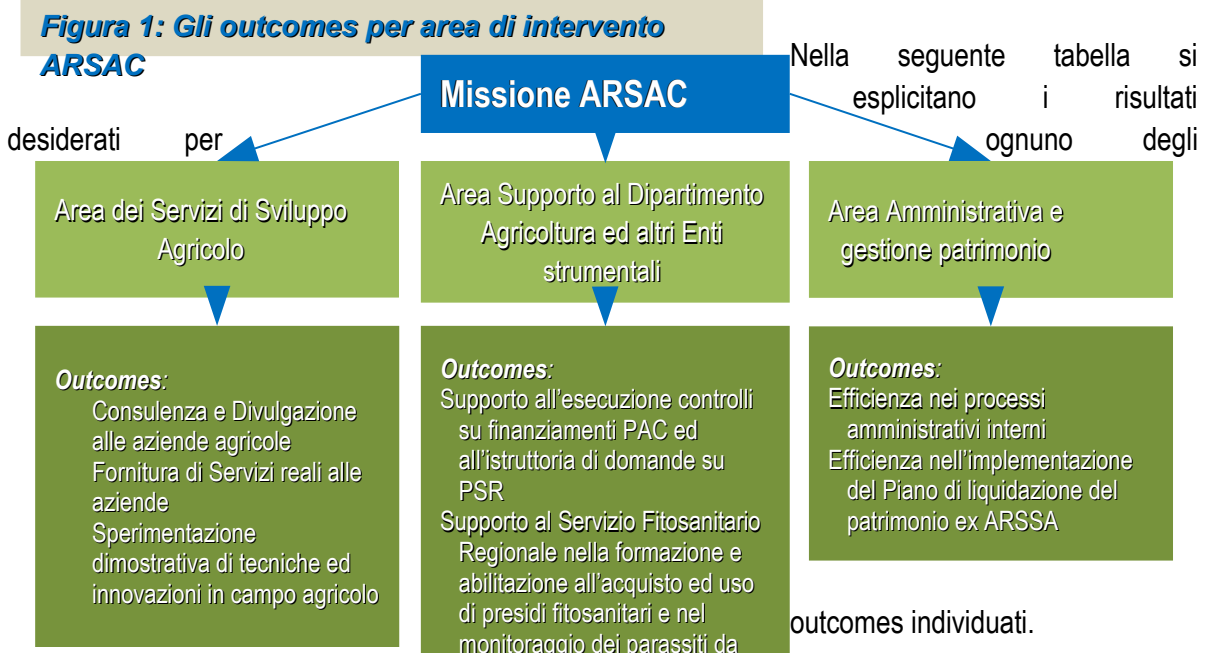 Figura 1: Gli outcomes per area di intervento
ARSAC
Nella seguente tabella si
esplicitano i risultati
desiderati per ognuno degli
Missione ARSAC
Area dei Servizi di Sviluppo
Agricolo
Area Supporto al Dipartimento
Agricoltura ed altri Enti
strumentali
Area Amministrativa e
gestione patrimonio
Outcomes:
Consulenza e Divulgazione
alle aziende agricole
Fornitura di Servizi reali alle
aziende
Sperimentazione
dimostrativa di tecniche ed
innovazioni in campo agricolo
Outcomes:
Supporto all'esecuzione controlli
su finanziamenti PAC ed
all'istruttoria di domande su
PSR
Supporto al Servizio Fitosanitario
Regionale nella formazione e
abilitazione all'acquisto ed uso
di presidi fitosanitari e nel
monitoraggio dei parassiti da
Outcomes:
Efficienza nei processi
amministrativi interni
Efficienza nell'implementazione
del Piano di liquidazione del
patrimonio ex ARSSA
outcomes individuati.